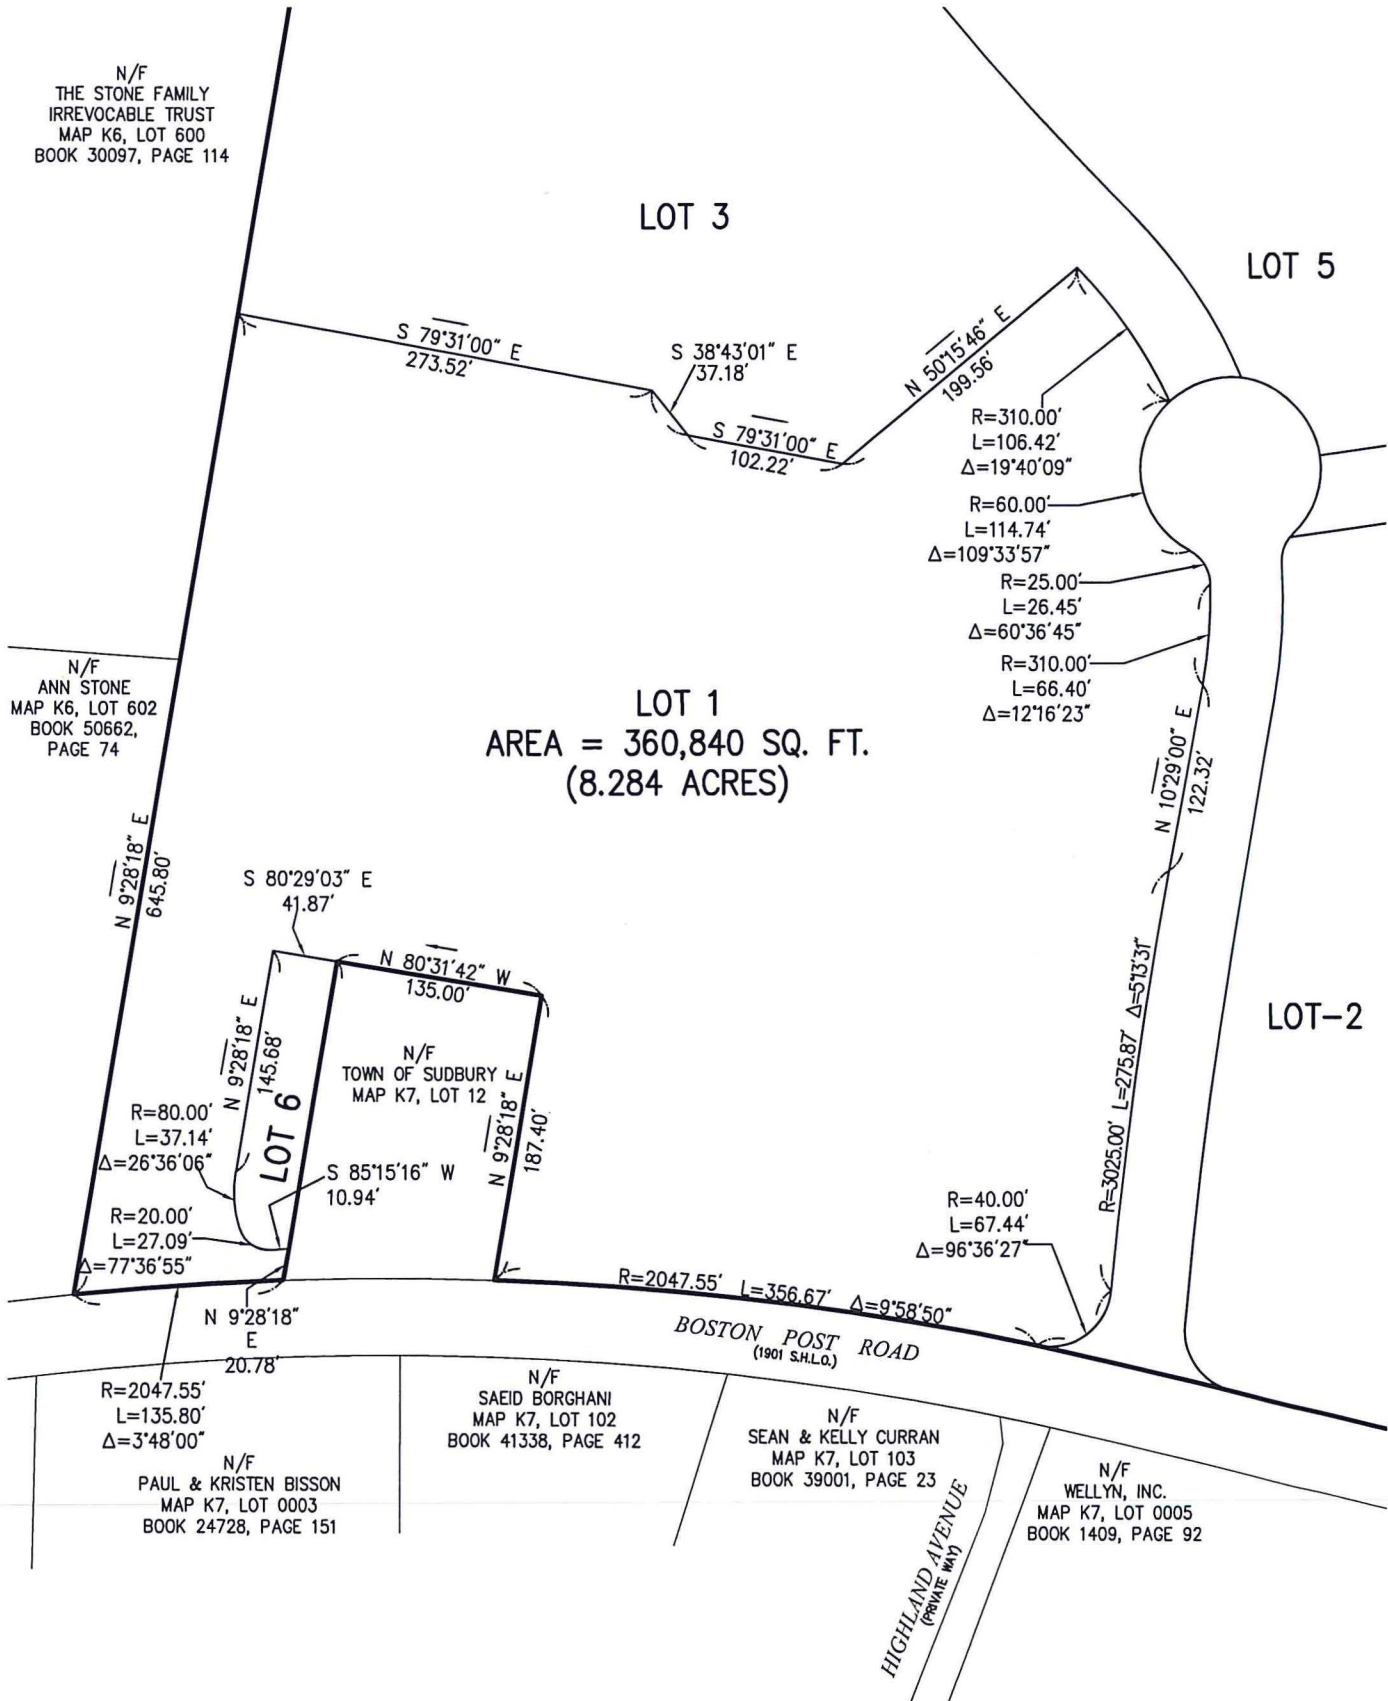 N/F
THE STONE FAMILY
IRREVOCABLE TRUST
MAP K6, LOT 600
BOOK 30097, PAGE 114
LOT 3
LOT 5
S 79°31'00" E
273.52'
S 38°43'01" E
37.18'
S 79°31'00" E
102.22'
N 50°15'46" E
199.56'
R=310.00'
L=106.42'
Δ=19°40'09"
R=60.00'
L=114.74'
Δ=109°33'57"
R=25.00'
L=26.45'
Δ=60°36'45"
R=310.00'
L=66.40'
Δ=12°16'23"
N/F
ANN STONE
MAP K6, LOT 602
BOOK 50662,
PAGE 74
LOT 1
AREA = 360,840 SQ. FT.
(8.284 ACRES)
N 10°29'00" E
122.32'
N 9°28'18" E
645.80'
S 80°29'03" E
41.87'
N 80°31'42" W
135.00'
N 9°28'18" E
145.68'
LOT 6
N/F
TOWN OF SUDBURY
MAP K7, LOT 12
N 9°28'18" E
187.40'
R=3025.00' L=275.87' Δ=5°13'31"
LOT-2
R=80.00'
L=37.14'
Δ=26°36'06"
S 85°15'16" W
10.94'
R=20.00'
L=27.09'
Δ=77°36'55"
R=40.00'
L=67.44'
Δ=96°36'27"
N 9°28'18"
E
20.78'
R=2047.55' L=356.67' Δ=9°58'50"
BOSTON POST ROAD
(1901 S.H.L.O.)
R=2047.55'
L=135.80'
Δ=3°48'00"
N/F
PAUL & KRISTEN BISSON
MAP K7, LOT 0003
BOOK 24728, PAGE 151
N/F
SAEID BORGHANI
MAP K7, LOT 102
BOOK 41338, PAGE 412
N/F
SEAN & KELLY CURRAN
MAP K7, LOT 103
BOOK 39001, PAGE 23
HIGHLAND AVENUE
(PRIVATE WAY)
N/F
WELLYN, INC.
MAP K7, LOT 0005
BOOK 1409, PAGE 92